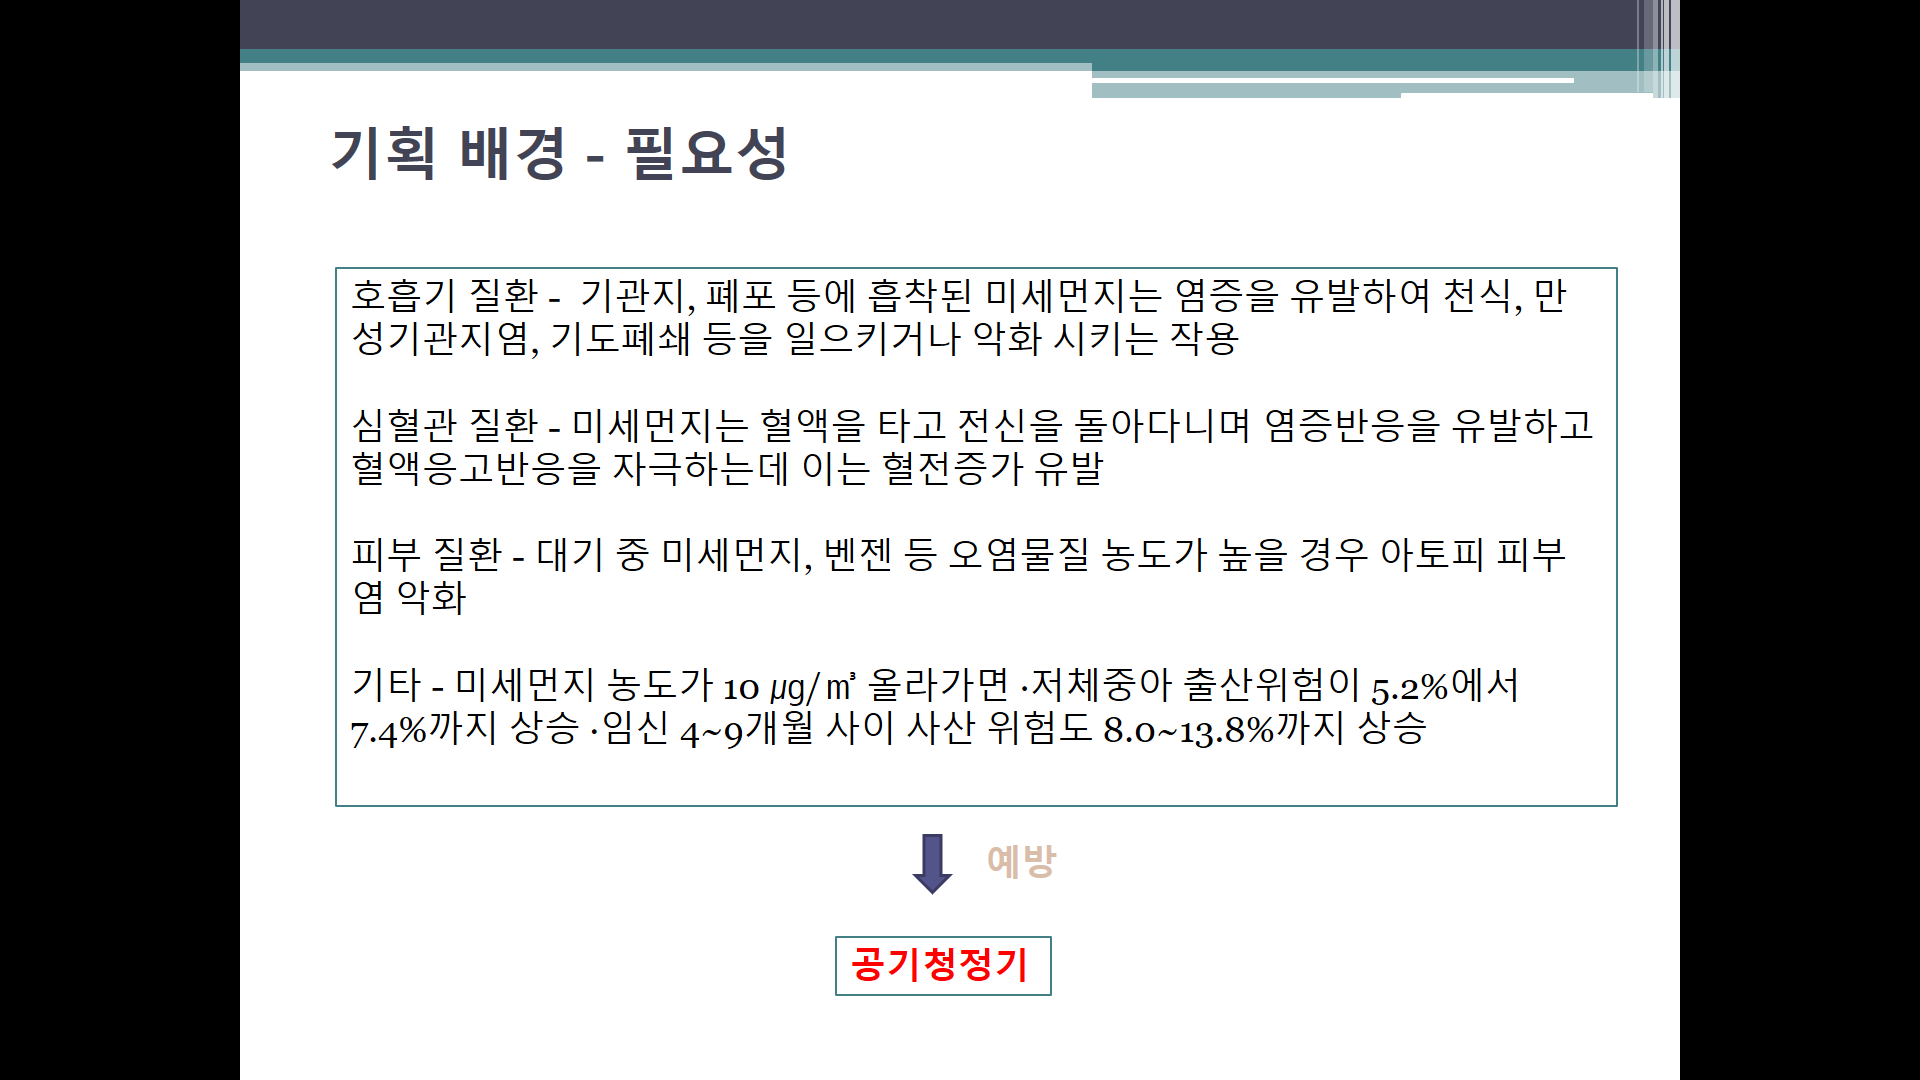 기획 배경 - 필요성
호흡기 질환 -  기관지, 폐포 등에 흡착된 미세먼지는 염증을 유발하여 천식, 만
성기관지염, 기도폐쇄 등을 일으키거나 악화 시키는 작용
심혈관 질환 - 미세먼지는 혈액을 타고 전신을 돌아다니며 염증반응을 유발하고
혈액응고반응을 자극하는데 이는 혈전증가 유발
피부 질환 - 대기 중 미세먼지, 벤젠 등 오염물질 농도가 높을 경우 아토피 피부
염 악화
기타 - 미세먼지 농도가 10 ㎍/㎥ 올라가면 ·저체중아 출산위험이 5.2%에서
7.4%까지 상승 ·임신 4~9개월 사이 사산 위험도 8.0~13.8%까지 상승
예방
공기청정기